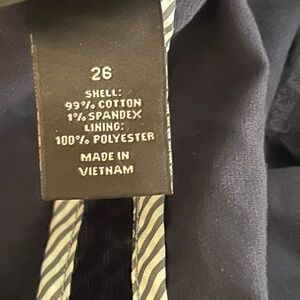 26
SHELL:
99% COTTON
1% SPANDEX
LINING:
100% POLYESTER
MADE IN
VIETNAM